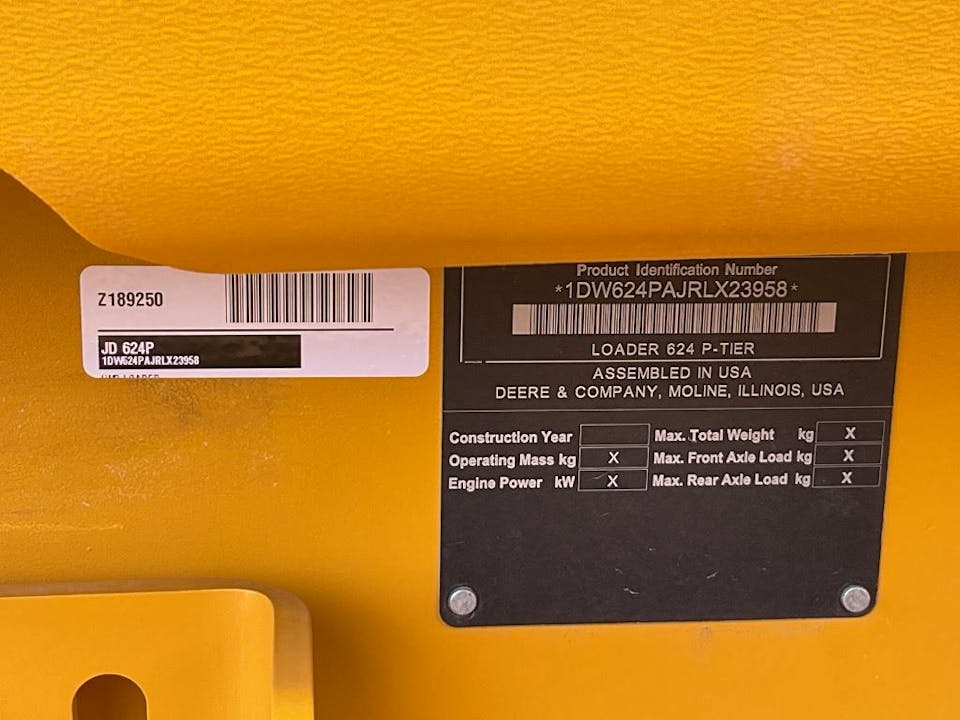 Z189250
JD 624P
1DW624PAJRLX23958
Product Identification Number
*1DW624PAJRLX23958*
LOADER 624 P-TIER
ASSEMBLED IN USA
DEERE & COMPANY, MOLINE, ILLINOIS, USA
Construction Year
Max. Total Weight kg X
Operating Mass kg X
Max. Front Axle Load kg X
Engine Power kW X
Max. Rear Axle Load kg X